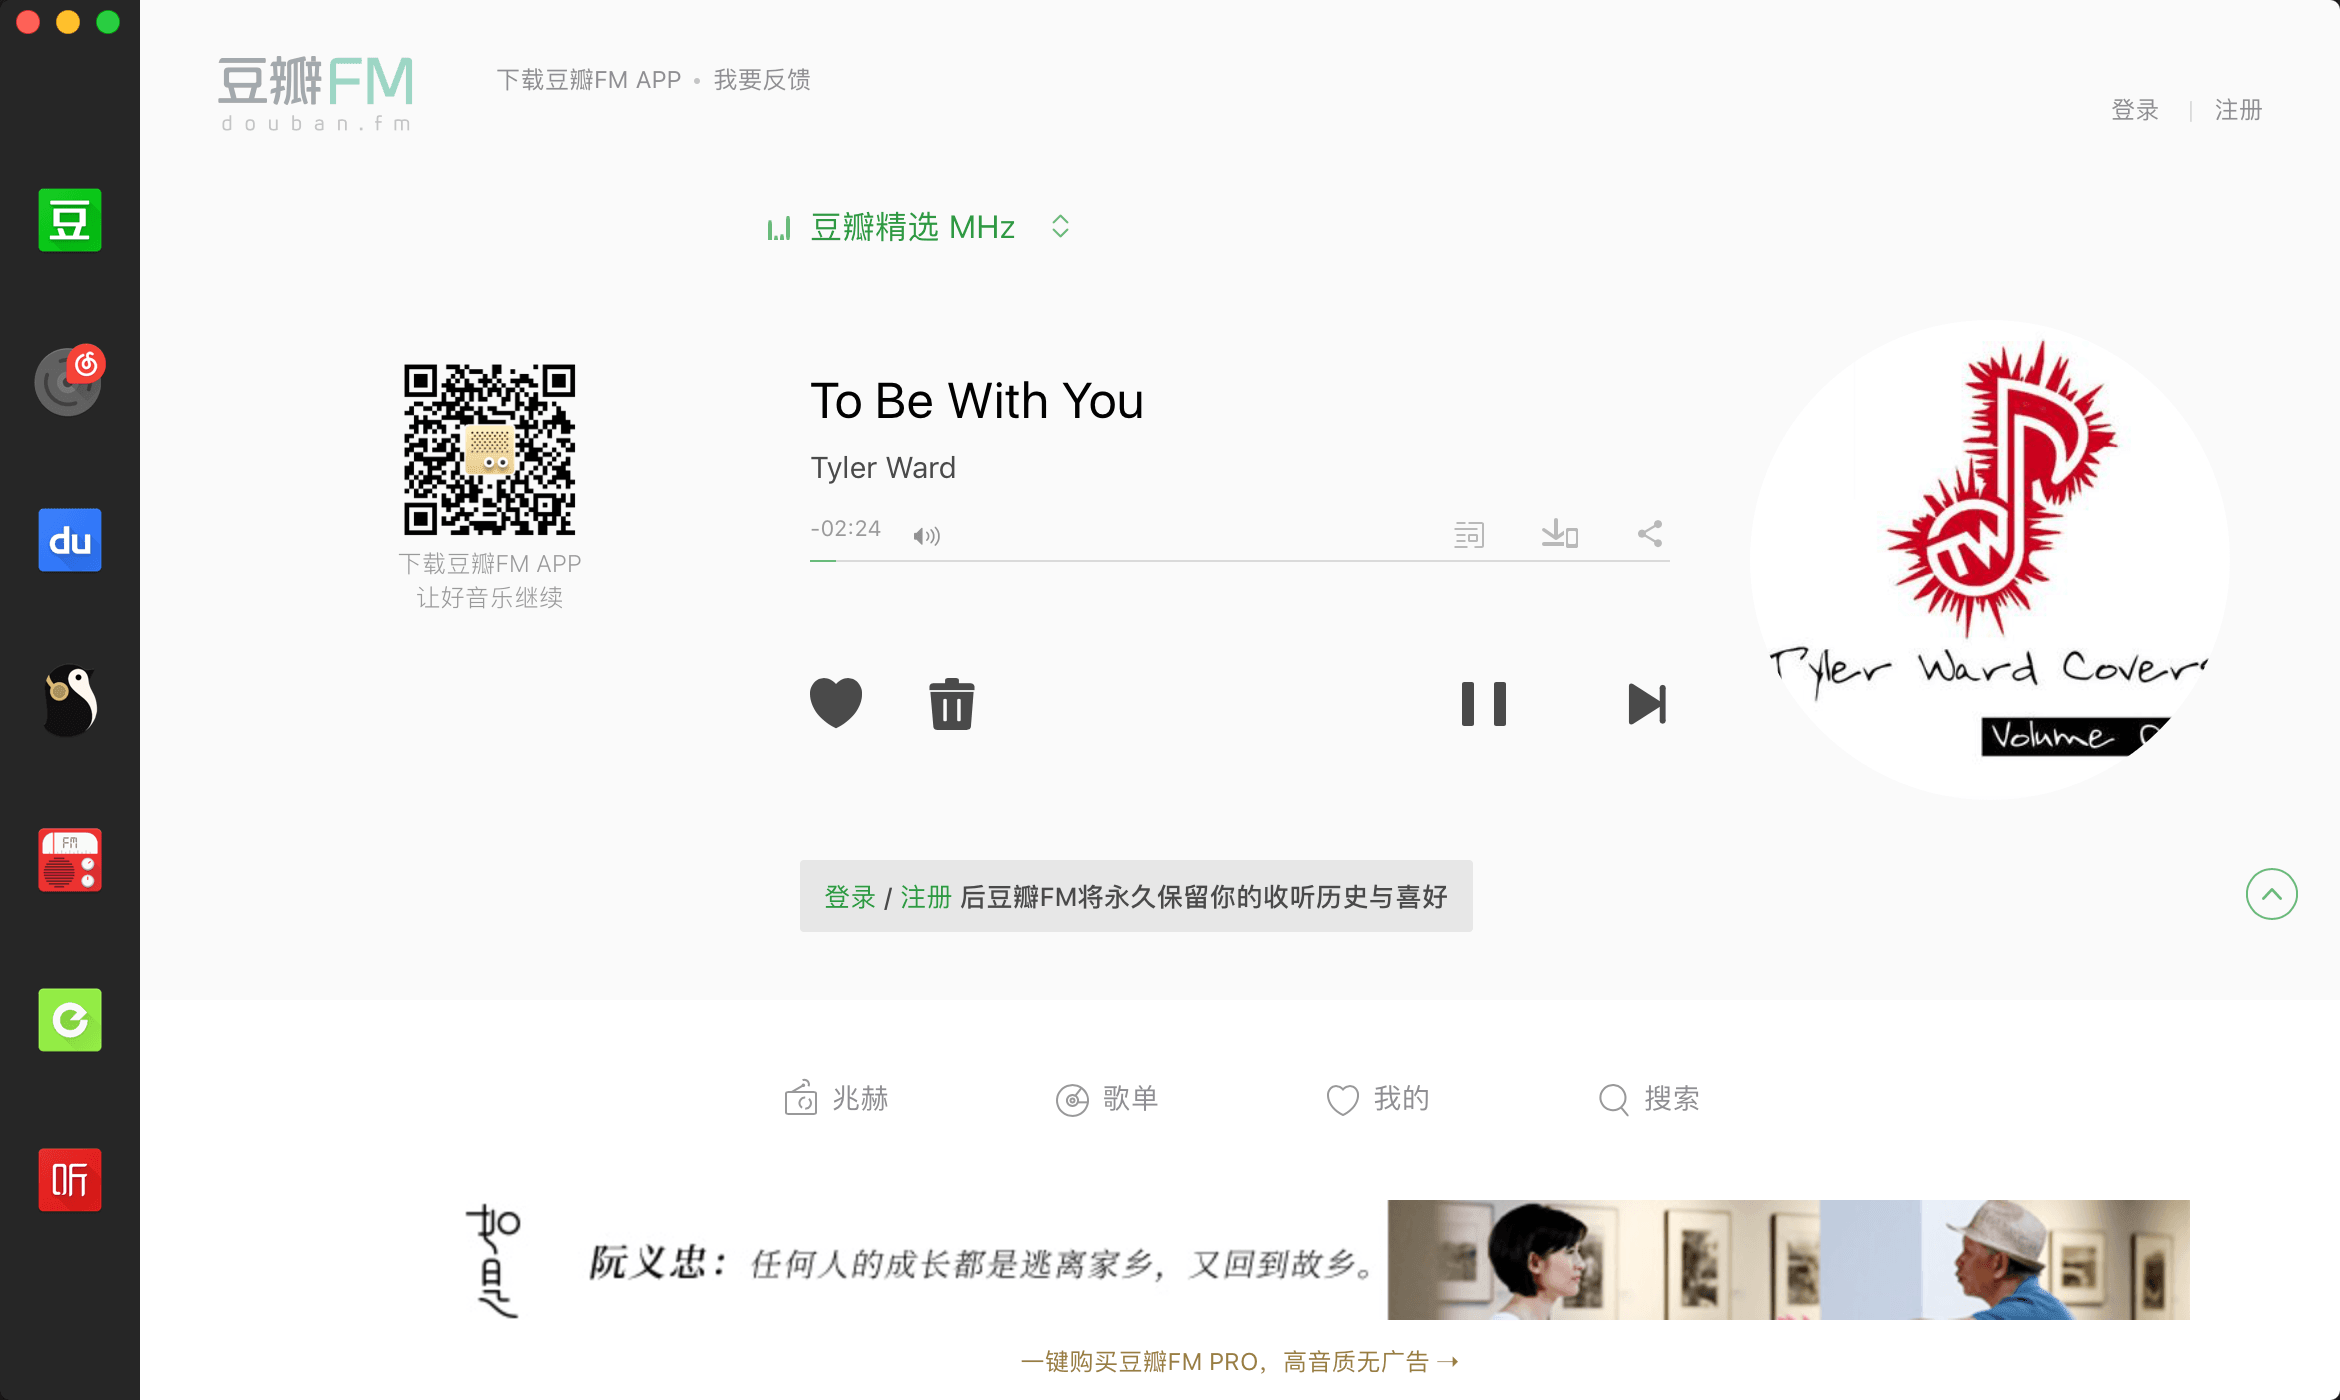 豆瓣FM
douban.fm
下载豆瓣FM APP • 我要反馈
登录 | 注册
豆
豆瓣精选 MHz
To Be With You
Tyler Ward
-02:24
下载豆瓣FM APP
让好音乐继续
du
TW
Tyler Ward Covers
Volume
FM
登录 / 注册 后豆瓣FM将永久保留你的收听历史与喜好
兆赫
歌单
我的
搜索
听
如是
阮义忠：任何人的成长都是逃离家乡，又回到故乡。
一键购买豆瓣FM PRO，高音质无广告 →